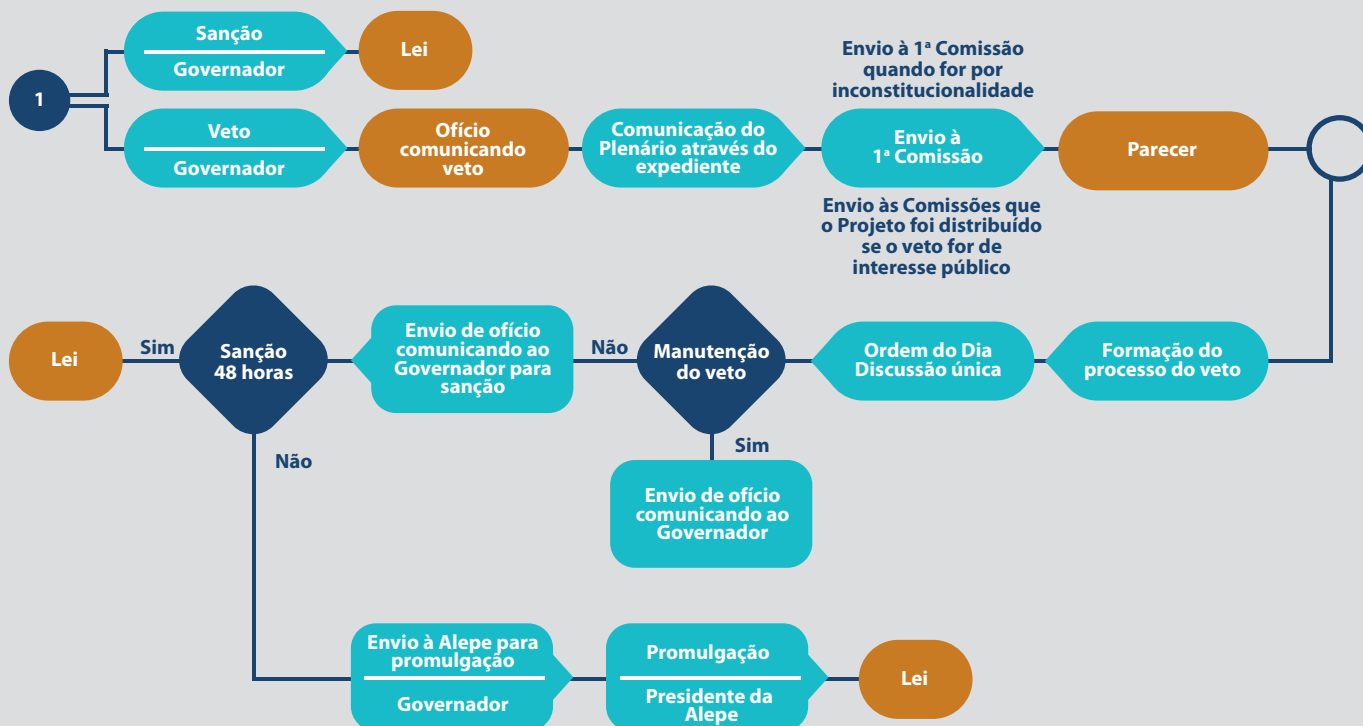 1
Sanção
Governador
Lei
Veto
Governador
Ofício
comunicando
veto
Comunicação do
Plenário através do
expediente
Envio à 1ª Comissão
quando for por
inconstitucionalidade
Envio à
1ª Comissão
Envio às Comissões que
o Projeto foi distribuído
se o veto for de
interesse público
Parecer
Formação do
processo do veto
Ordem do Dia
Discussão única
Manutenção
do veto
Não
Sim
Envio de ofício
comunicando ao
Governador
Envio de ofício
comunicando ao
Governador para
sanção
Sanção
48 horas
Sim
Lei
Não
Envio à Alepe para
promulgação
Governador
Promulgação
Presidente da
Alepe
Lei